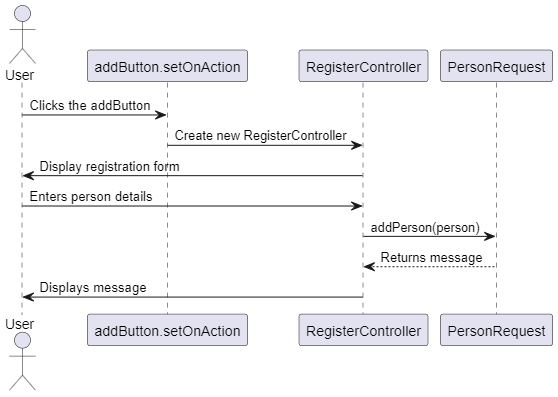 User
addButton.setOnAction
RegisterController
PersonRequest
Clicks the addButton
Create new RegisterController
Display registration form
Enters person details
addPerson(person)
Returns message
Displays message
User
addButton.setOnAction
RegisterController
PersonRequest